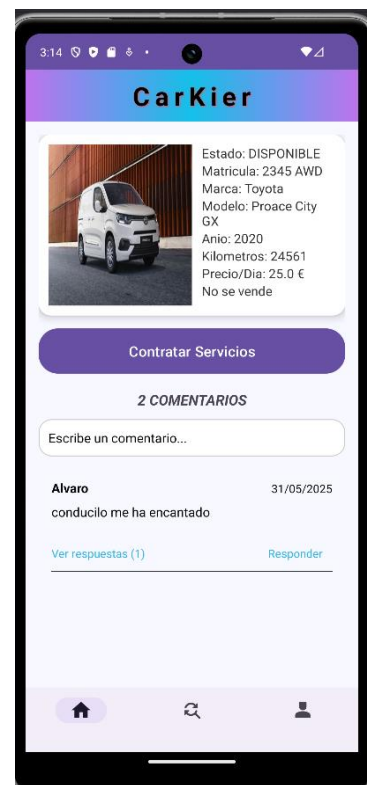 3:14
CarKier
Estado: DISPONIBLE
Matricula: 2345 AWD
Marca: Toyota
Modelo: Proace City
GX
Anio: 2020
Kilometros: 24561
Precio/Dia: 25.0 €
No se vende
Contratar Servicios
2 COMENTARIOS
Escribe un comentario...
Alvaro 31/05/2025
conducilo me ha encantado
Ver respuestas (1) Responder